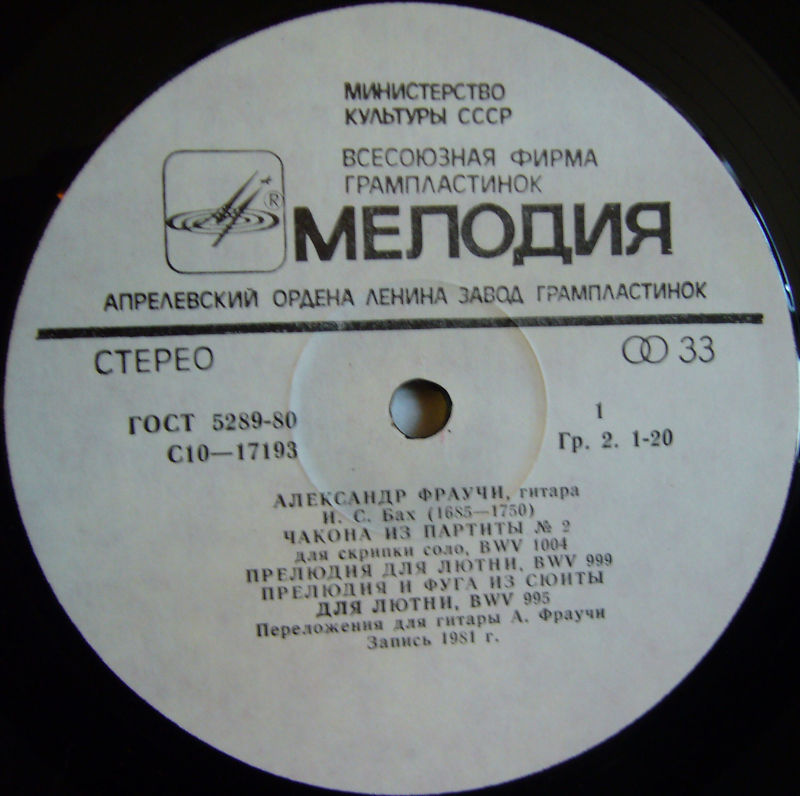 МИНИСТЕРСТВО
КУЛЬТУРЫ СССР
ВСЕСОЮЗНАЯ ФИРМА
ГРАМПЛАСТИНОК
®
МЕЛОДИЯ
АПРЕЛЕВСКИЙ ОРДЕНА ЛЕНИНА ЗАВОД ГРАМПЛАСТИНОК
СТЕРЕО 33
ГОСТ 5289-80 1
С10—17193 Гр. 2. 1-20
АЛЕКСАНДР ФРАУЧИ, гитара
И. С. Бах (1685—1750)
ЧАКОНА ИЗ ПАРТИТЫ № 2
для скрипки соло, BWV 1004
ПРЕЛЮДИЯ ДЛЯ ЛЮТНИ, BWV 999
ПРЕЛЮДИЯ И ФУГА ИЗ СЮИТЫ
ДЛЯ ЛЮТНИ, BWV 995
Переложения для гитары А. Фраучи
Запись 1981 г.